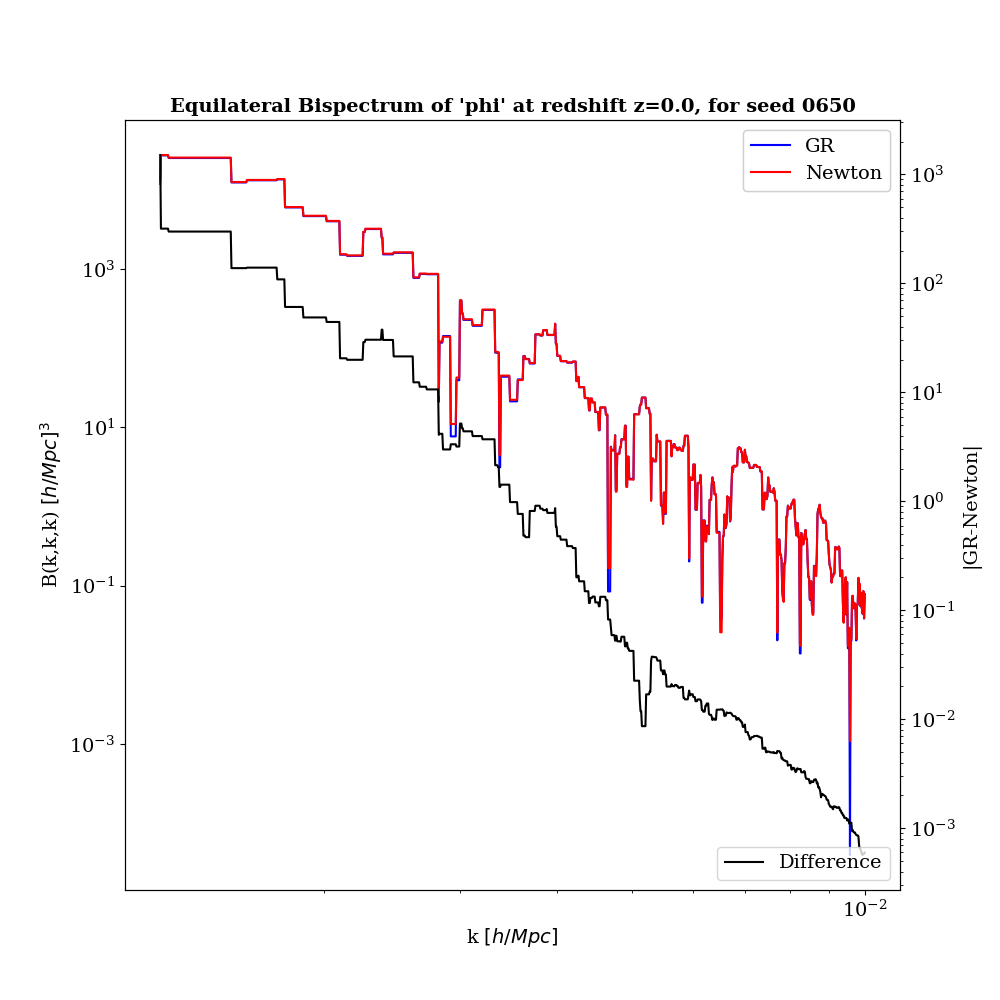 Equilateral Bispectrum of 'phi' at redshift z=0.0, for seed 0650
GR
Newton
B(k,k,k) [h/Mpc]^3
10^3
10^1
10^−1
10^−3
10^3
10^2
10^1
10^0
10^−1
10^−2
10^−3
|GR-Newton|
Difference
10^−2
k [h/Mpc]